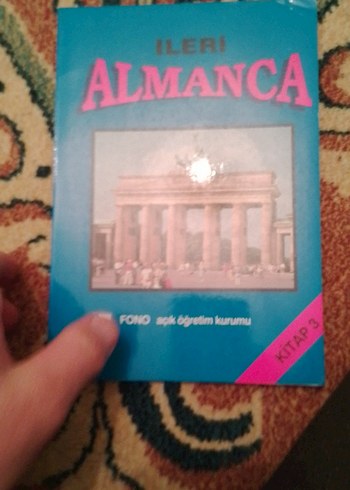 İLERİ
ALMANCA
FONO açık öğretim kurumu
KİTAP 3